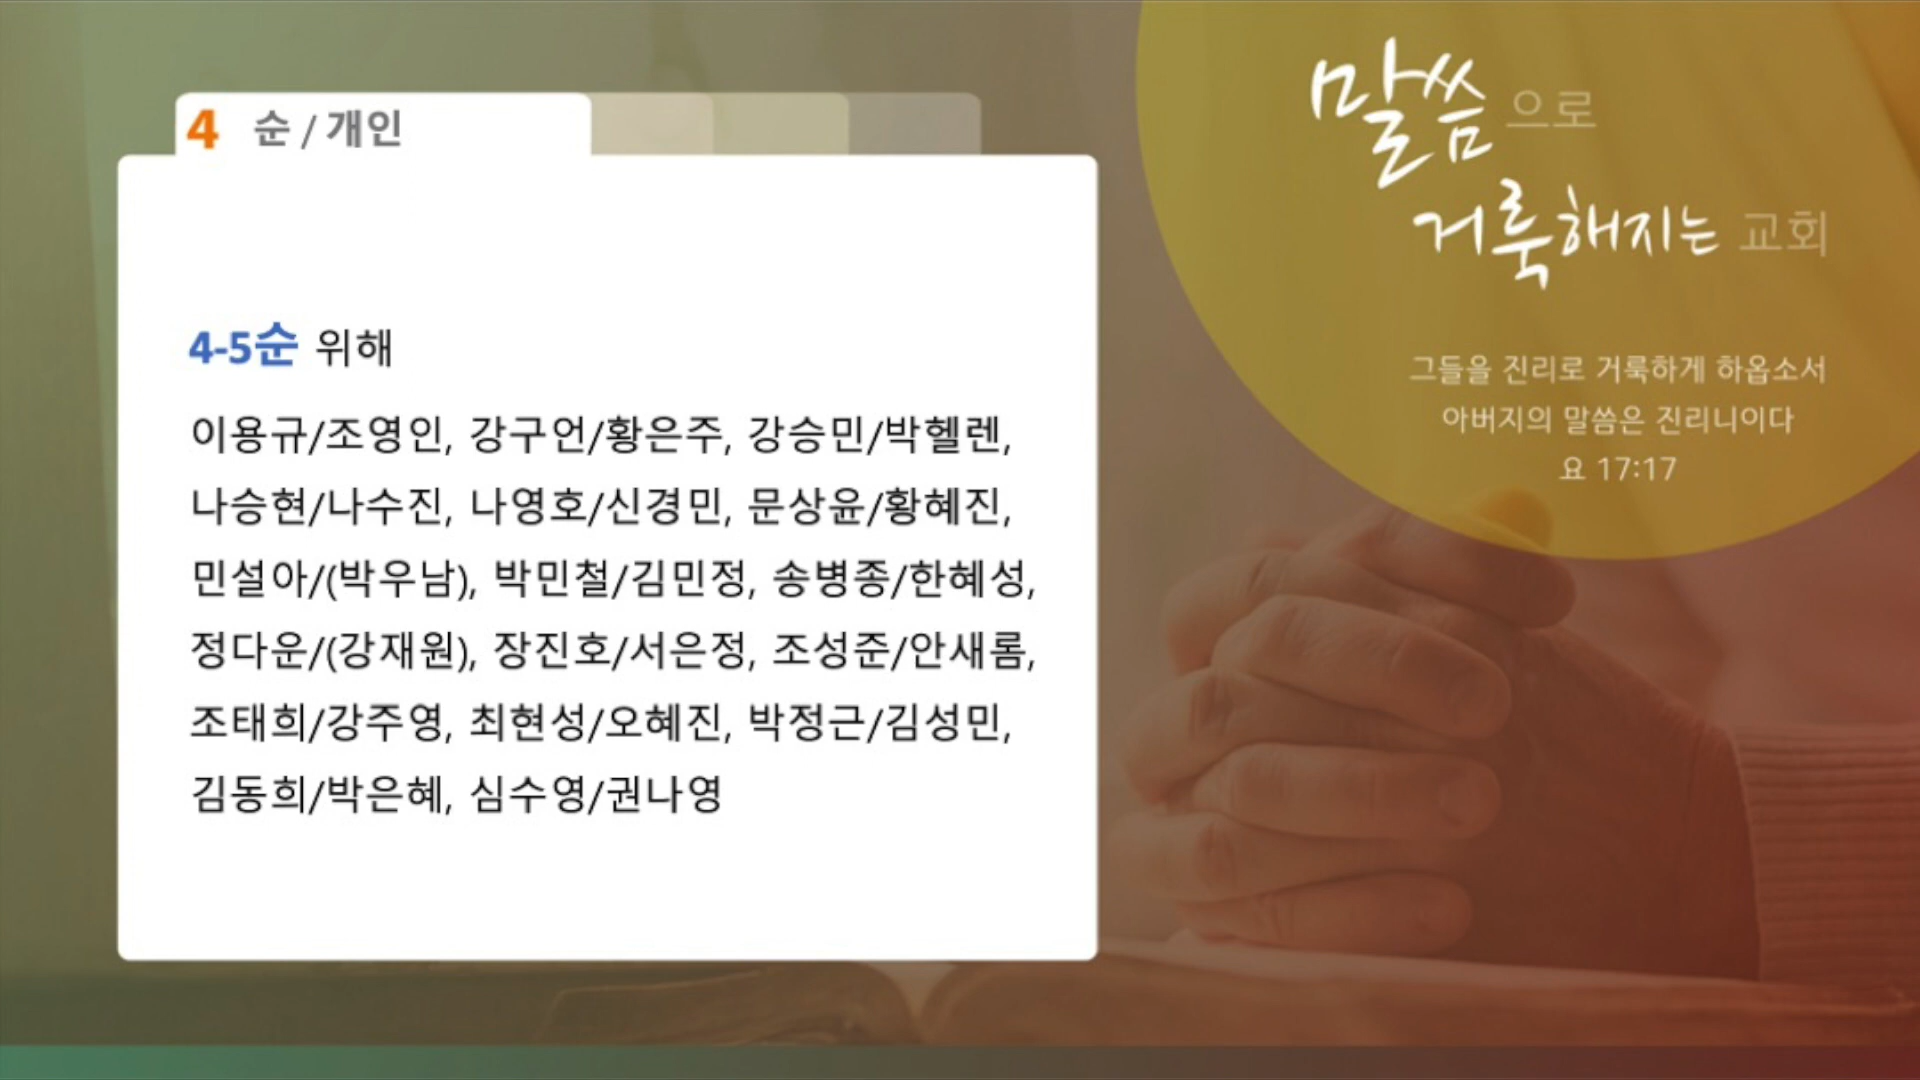 4 순 / 개인
4-5순 위해
이용규/조영인, 강구언/황은주, 강승민/박헬렌,
나승현/나수진, 나영호/신경민, 문상윤/황혜진,
민설아/(박우남), 박민철/김민정, 송병종/한혜성,
정다운/(강재원), 장진호/서은정, 조성준/안새롬,
조태희/강주영, 최현성/오혜진, 박정근/김성민,
김동희/박은혜, 심수영/권나영
말씀으로
거룩해지는 교회
그들을 진리로 거룩하게 하옵소서
아버지의 말씀은 진리니이다
요 17:17